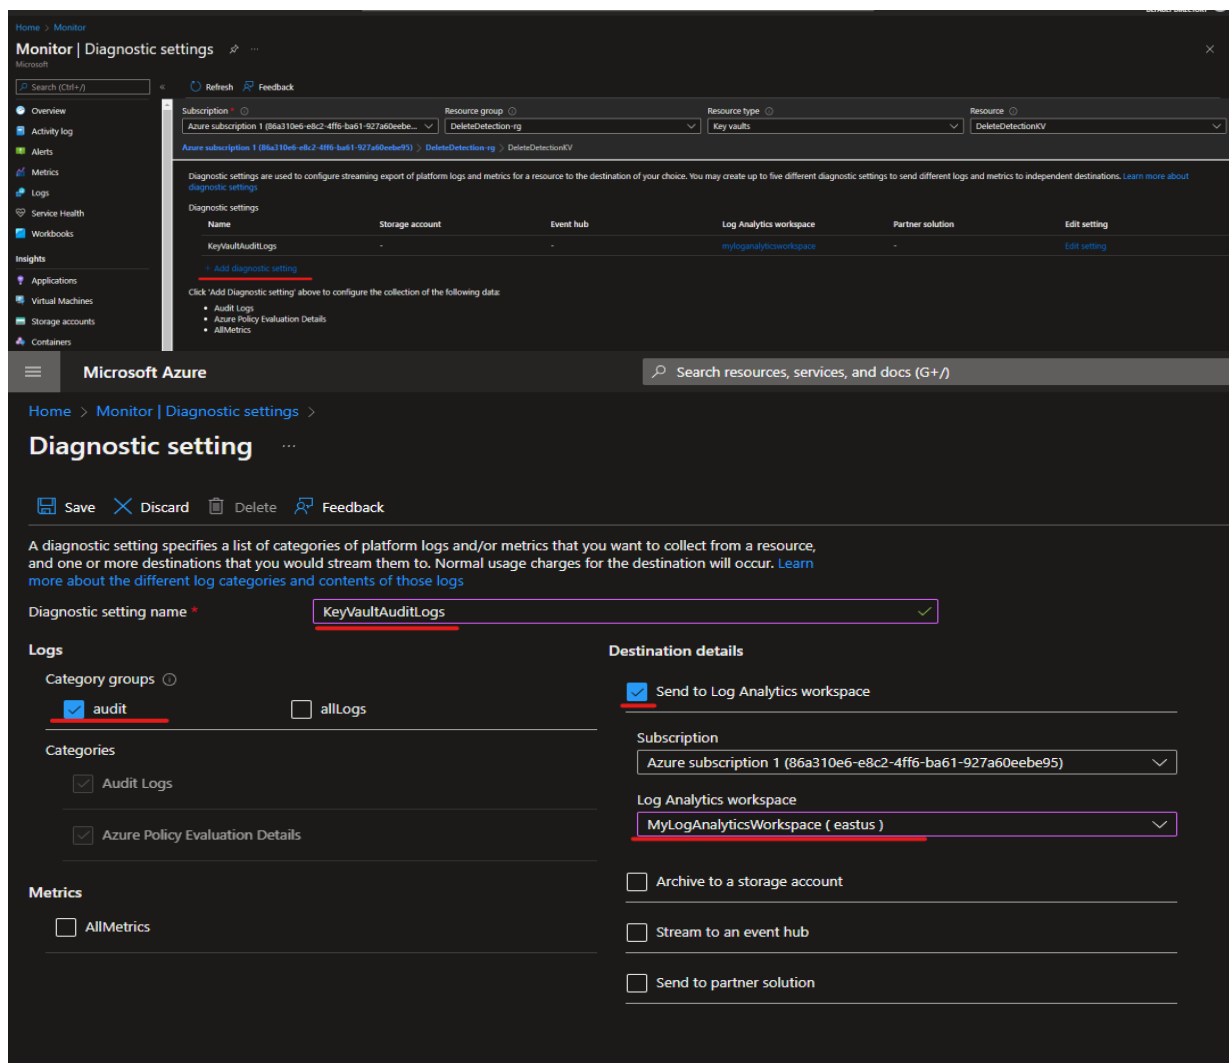 DEFAULT DIRECTORY
Home > Monitor
Monitor | Diagnostic settings ...
Microsoft
Search (Ctrl+/) «
Refresh Feedback
Overview
Activity log
Alerts
Metrics
Logs
Service Health
Workbooks
Insights
Applications
Virtual Machines
Storage accounts
Containers
Subscription * Resource group Resource type Resource
Azure subscription 1 (86a310e6-e8c2-4ff6-ba61-927a60eebe... DeleteDetection-rg Key vaults DeleteDetectionKV
Azure subscription 1 (86a310e6-e8c2-4ff6-ba61-927a60eebe95) > DeleteDetection-rg > DeleteDetectionKV
Diagnostic settings are used to configure streaming export of platform logs and metrics for a resource to the destination of your choice. You may create up to five different diagnostic settings to send different logs and metrics to independent destinations. Learn more about
diagnostic settings
Diagnostic settings
Name Storage account Event hub Log Analytics workspace Partner solution Edit setting
KeyVaultAuditLogs - - myloganalyticsworkspace - Edit setting
+ Add diagnostic setting
Click 'Add Diagnostic setting' above to configure the collection of the following data:
• Audit Logs
• Azure Policy Evaluation Details
• AllMetrics
Microsoft Azure
Search resources, services, and docs (G+/)
Home > Monitor | Diagnostic settings >
Diagnostic setting ...
Save Discard Delete Feedback
A diagnostic setting specifies a list of categories of platform logs and/or metrics that you want to collect from a resource,
and one or more destinations that you would stream them to. Normal usage charges for the destination will occur. Learn
more about the different log categories and contents of those logs
Diagnostic setting name * KeyVaultAuditLogs
Logs
Category groups
audit allLogs
Categories
Audit Logs
Azure Policy Evaluation Details
Metrics
AllMetrics
Destination details
Send to Log Analytics workspace
Subscription
Azure subscription 1 (86a310e6-e8c2-4ff6-ba61-927a60eebe95)
Log Analytics workspace
MyLogAnalyticsWorkspace ( eastus )
Archive to a storage account
Stream to an event hub
Send to partner solution